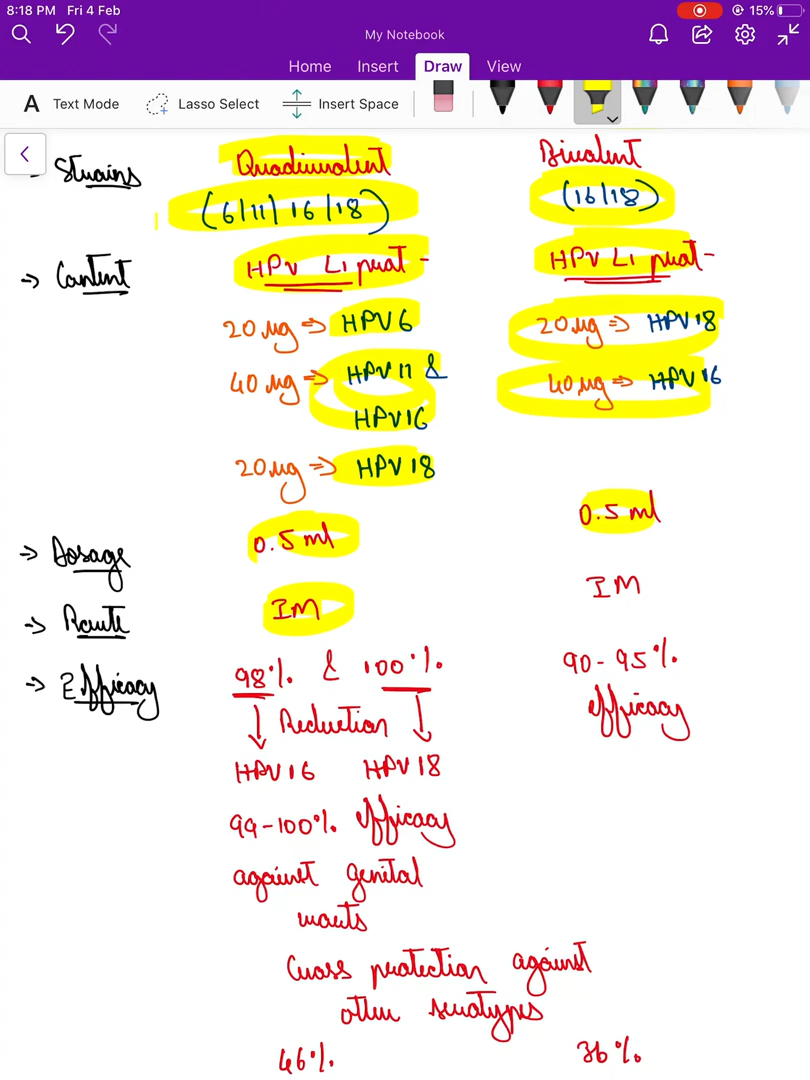 8:18 PM Fri 4 Feb
15%
My Notebook
Home Insert Draw View
A Text Mode Lasso Select Insert Space
→ Strains Quadrivalent Bivalent
(6/11/16/18) (16/18)
→ Content HPV L1 prot- HPV L1 prot-
20 µg ⇒ HPV 6 20 µg ⇒ HPV 18
40 µg ⇒ HPV 11 & 40 µg ⇒ HPV 16
HPV 16
20 µg ⇒ HPV 18
→ Dosage 0.5 ml 0.5 ml
→ Route IM IM
→ Efficacy 98% & 100% 90-95%
↓ Reduction ↓ efficacy
HPV 16 HPV 18
99-100% efficacy
against genital
warts
Cross protection against
other serotypes
46% 36%